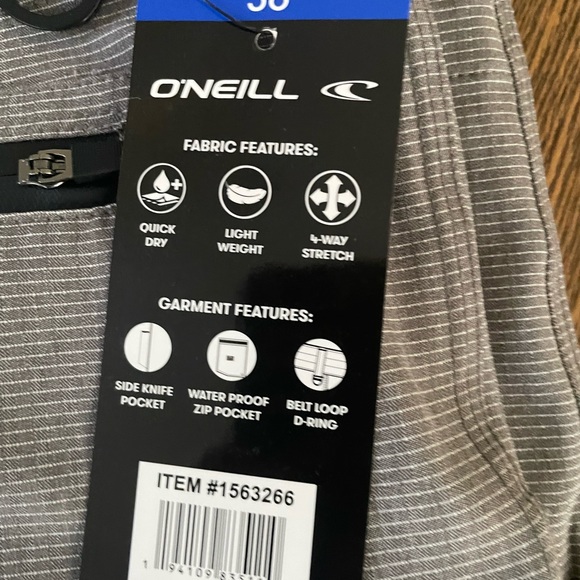 O'NEILL
FABRIC FEATURES:
QUICK DRY
LIGHT WEIGHT
4-WAY STRETCH
GARMENT FEATURES:
SIDE KNIFE POCKET
WATER PROOF ZIP POCKET
BELT LOOP D-RING
ITEM #1563266